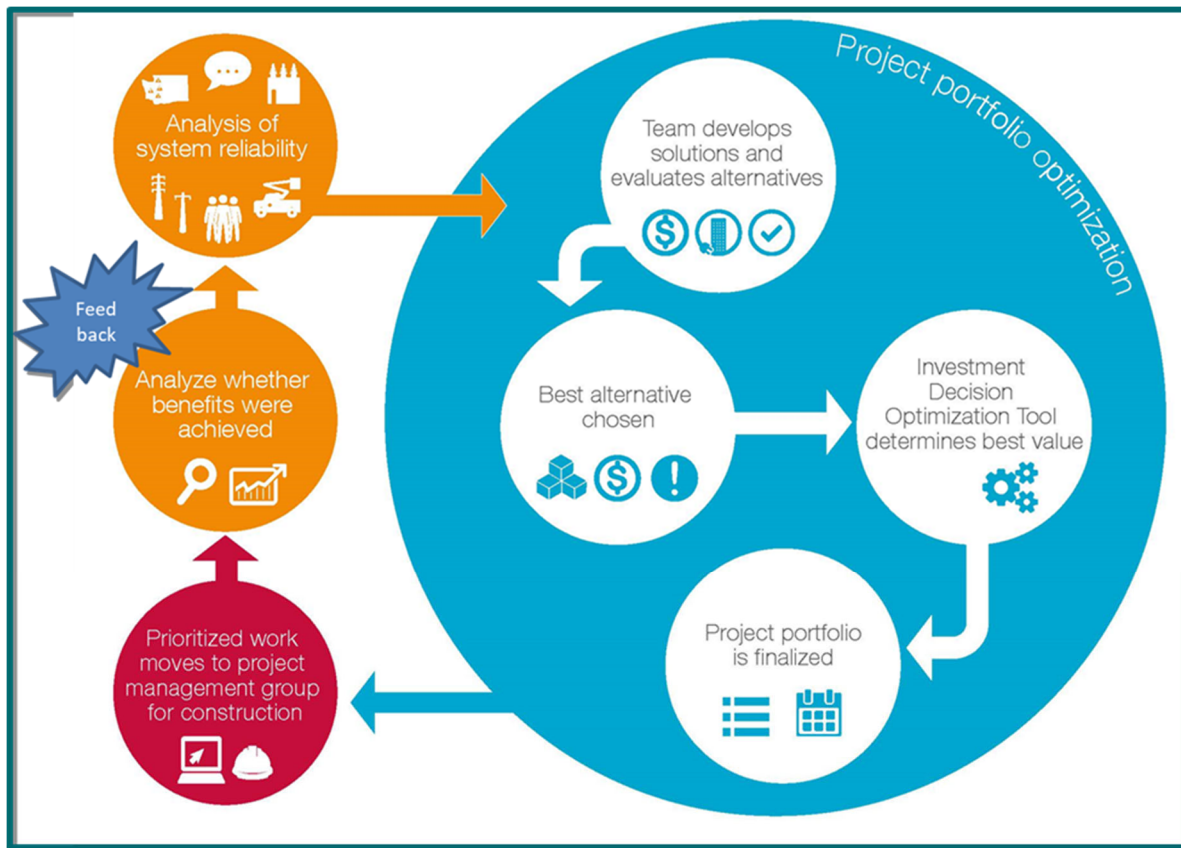 Analysis of
system reliability
Project portfolio optimization
Team develops
solutions and
evaluates alternatives
$
Best alternative
chosen
$
!
Investment
Decision
Optimization Tool
determines best value
Project portfolio
is finalized
Prioritized work
moves to project
management group
for construction
Analyze whether
benefits were
achieved
Feed
back